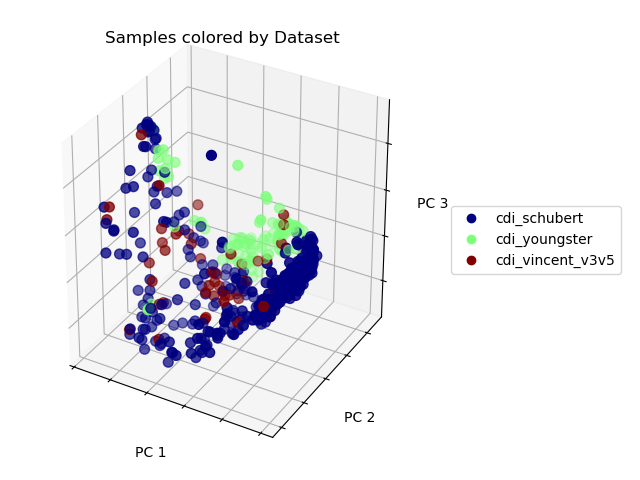 Samples colored by Dataset
PC 3
cdi_schubert
cdi_youngster
cdi_vincent_v3v5
PC 2
PC 1